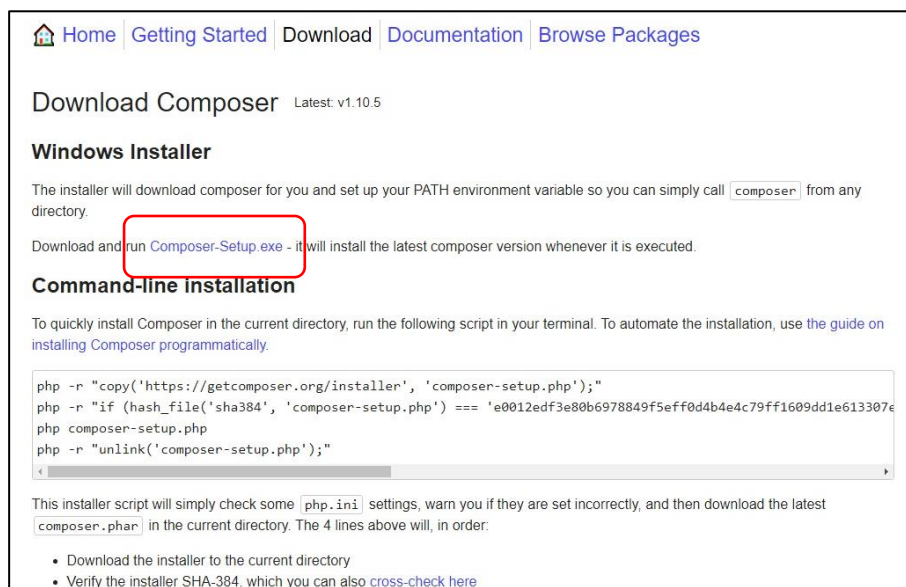 Home Getting Started Download Documentation Browse Packages
Download Composer Latest: v1.10.5
Windows Installer
The installer will download composer for you and set up your PATH environment variable so you can simply call composer from any
directory.
Download and run Composer-Setup.exe - it will install the latest composer version whenever it is executed.
Command-line installation
To quickly install Composer in the current directory, run the following script in your terminal. To automate the installation, use the guide on
installing Composer programmatically.
php -r "copy('https://getcomposer.org/installer', 'composer-setup.php');"
php -r "if (hash_file('sha384', 'composer-setup.php') === 'e0012edf3e80b6978849f5eff0d4b4e4c79ff1609dd1e613307e
php composer-setup.php
php -r "unlink('composer-setup.php');"
This installer script will simply check some php.ini settings, warn you if they are set incorrectly, and then download the latest
composer.phar in the current directory. The 4 lines above will, in order:
• Download the installer to the current directory
• Verify the installer SHA-384, which you can also cross-check here